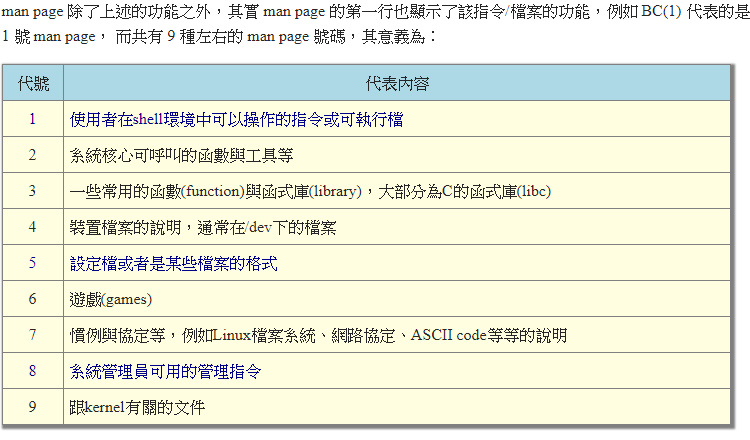 man page 除了上述的功能之外，其實 man page 的第一行也顯示了該指令/檔案的功能，例如 BC(1) 代表的是
1 號 man page， 而共有 9 種左右的 man page 號碼，其意義為：
代號 代表內容
1 使用者在shell環境中可以操作的指令或可執行檔
2 系統核心可呼叫的函數與工具等
3 一些常用的函數(function)與函式庫(library)，大部分為C的函式庫(libc)
4 裝置檔案的說明，通常在/dev下的檔案
5 設定檔或者是某些檔案的格式
6 遊戲(games)
7 慣例與協定等，例如Linux檔案系統、網路協定、ASCII code等等的說明
8 系統管理員可用的管理指令
9 跟kernel有關的文件